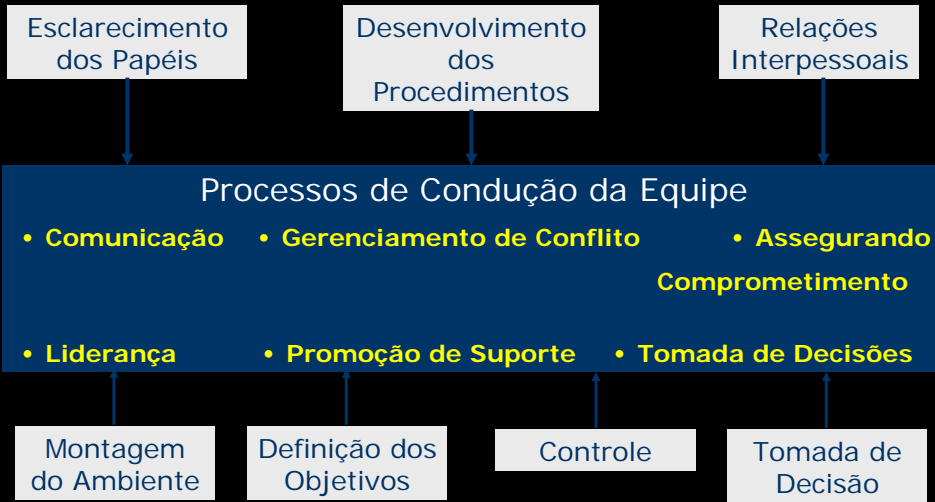 Esclarecimento
dos Papéis
Desenvolvimento
dos
Procedimentos
Relações
Interpessoais
Processos de Condução da Equipe
• Comunicação • Gerenciamento de Conflito • Assegurando
Comprometimento
• Liderança • Promoção de Suporte • Tomada de Decisões
Montagem
do Ambiente
Definição dos
Objetivos
Controle
Tomada de
Decisão